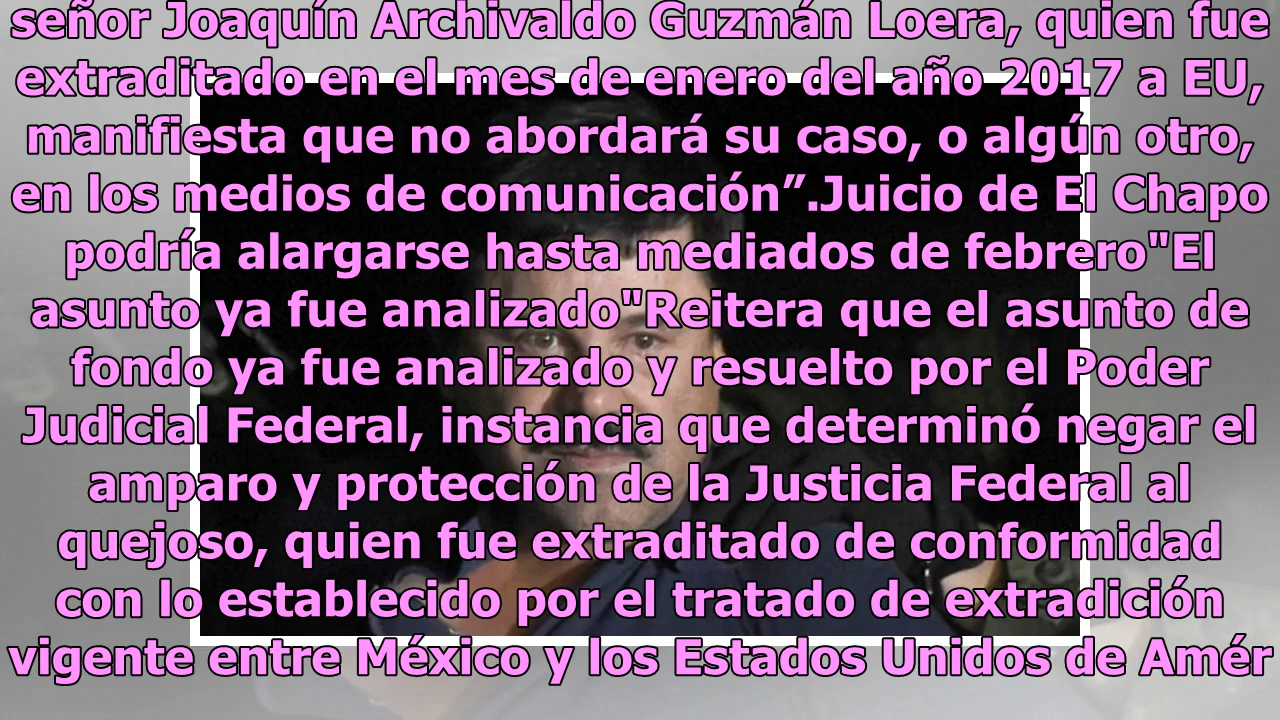 señor Joaquín Archivaldo Guzmán Loera, quien fue
extraditado en el mes de enero del año 2017 a EU,
manifiesta que no abordará su caso, o algún otro,
en los medios de comunicación”.Juicio de El Chapo
podría alargarse hasta mediados de febrero"El
asunto ya fue analizado"Reitera que el asunto de
fondo ya fue analizado y resuelto por el Poder
Judicial Federal, instancia que determinó negar el
amparo y protección de la Justicia Federal al
quejoso, quien fue extraditado de conformidad
con lo establecido por el tratado de extradición
vigente entre México y los Estados Unidos de Amér